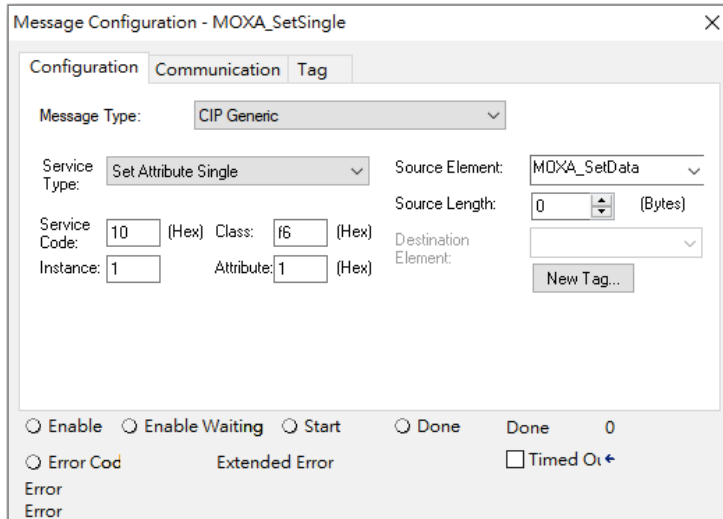 Message Configuration - MOXA_SetSingle
Configuration Communication Tag
Message Type: CIP Generic
Service Type: Set Attribute Single
Source Element: MOXA_SetData
Source Length: 0 (Bytes)
Service Code: 10 (Hex) Class: f6 (Hex)
Destination Element:
Instance: 1 Attribute: 1 (Hex)
New Tag...
Enable Enable Waiting Start Done Done 0
Error Cod Extended Error Timed Ou
Error
Error